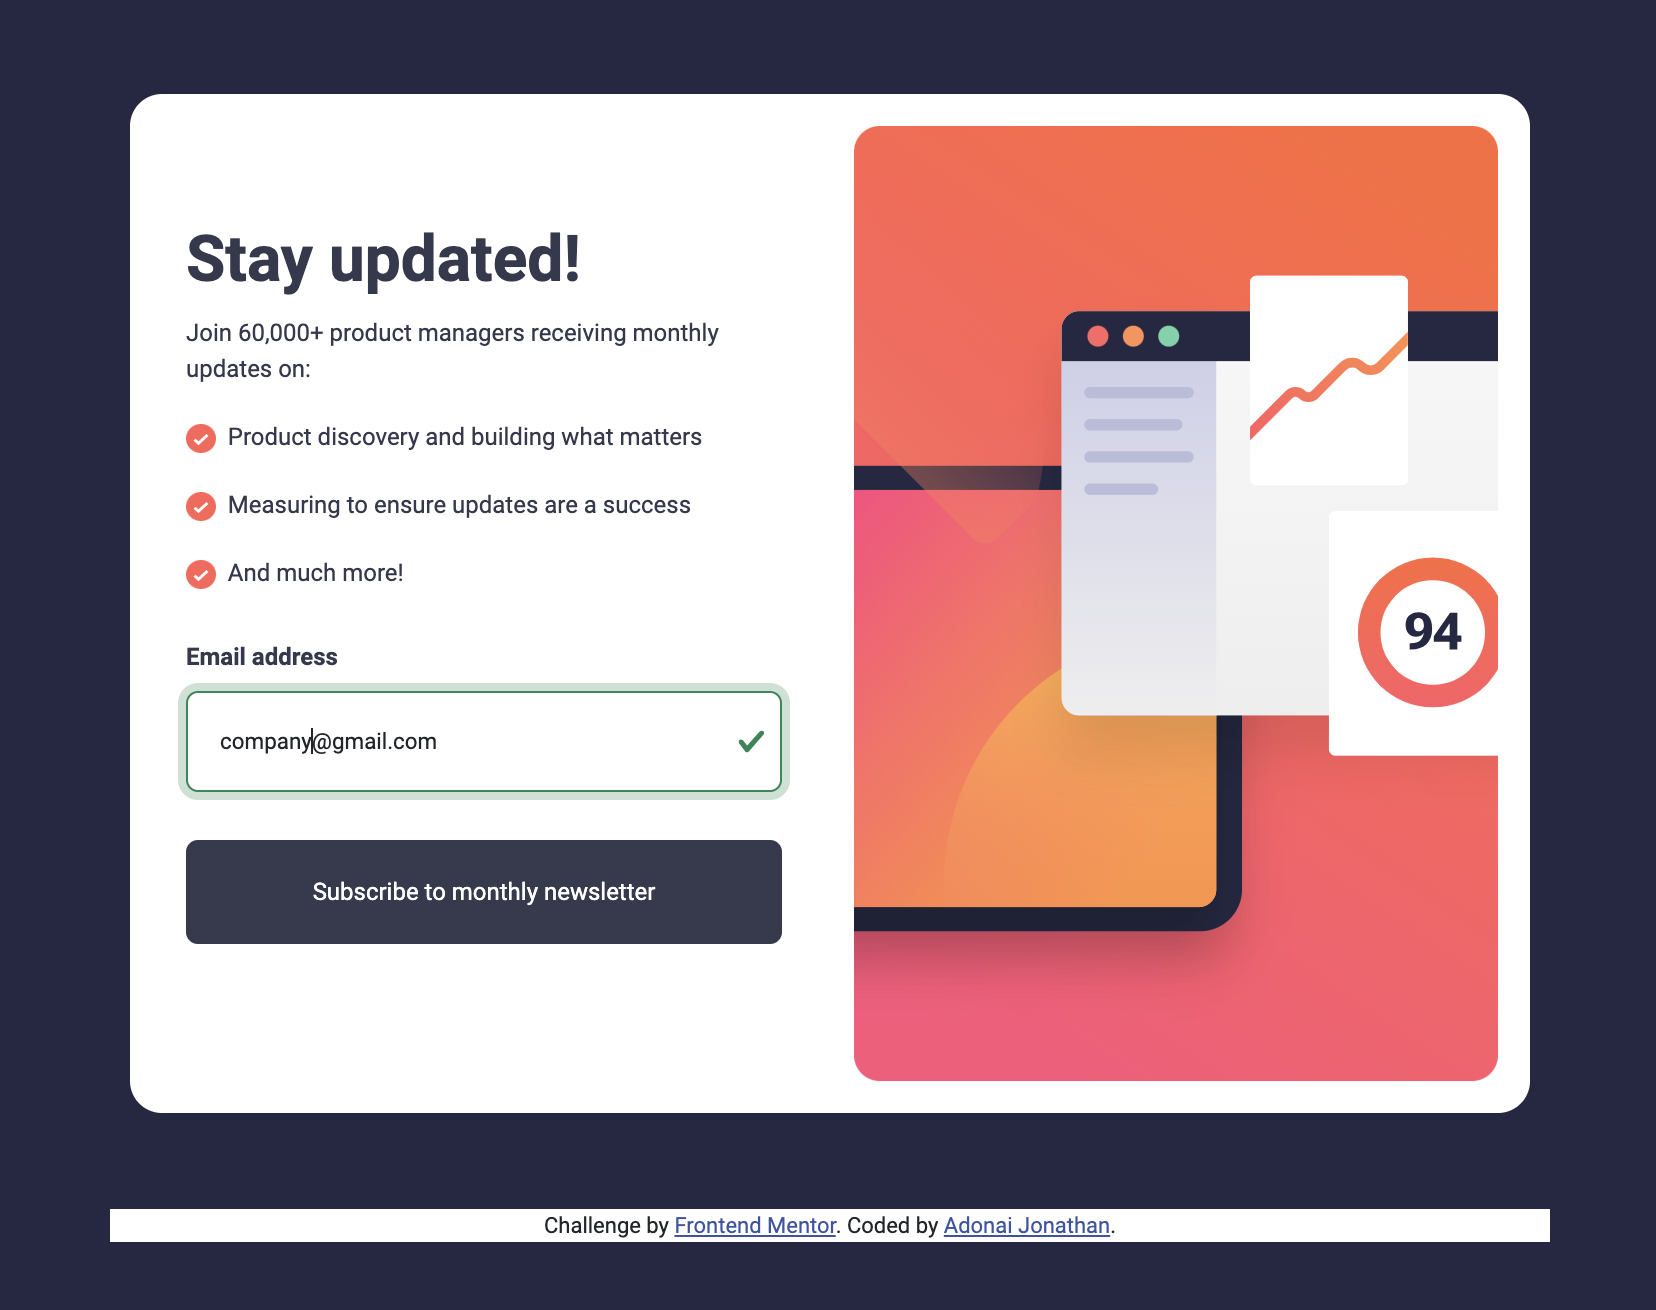 Stay updated!
Join 60,000+ product managers receiving monthly
updates on:
Product discovery and building what matters
Measuring to ensure updates are a success
And much more!
Email address
company@gmail.com
Subscribe to monthly newsletter
94
Challenge by Frontend Mentor. Coded by Adonai Jonathan.